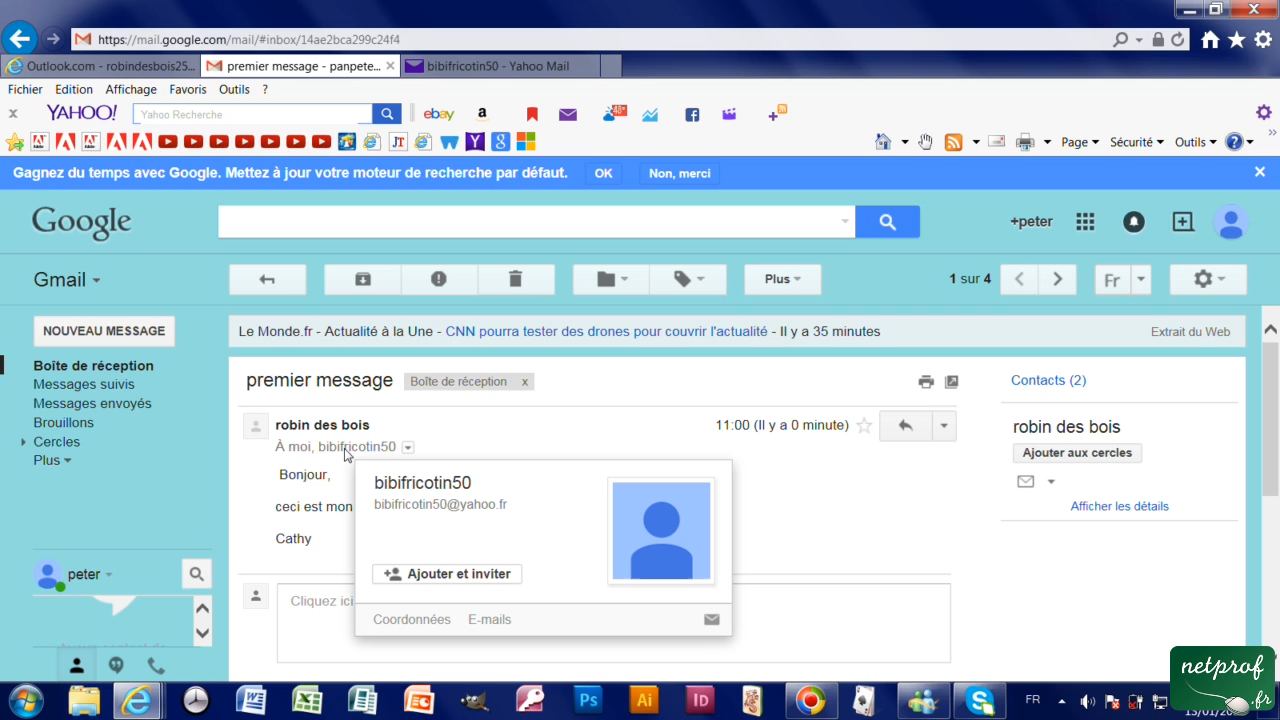 https://mail.google.com/mail/#inbox/14ae2bca299c24f4
Outlook.com - robindesbois25...
premier message - panpete...
bibifricotin50 - Yahoo Mail
Fichier Edition Affichage Favoris Outils ?
x YAHOO! Yahoo Recherche ebay a 48°
JT Page Sécurité Outils
Gagnez du temps avec Google. Mettez à jour votre moteur de recherche par défaut. OK Non, merci
Google +peter
Gmail Plus 1 sur 4 Fr
NOUVEAU MESSAGE
Le Monde.fr - Actualité à la Une - CNN pourra tester des drones pour couvrir l'actualité - Il y a 35 minutes Extrait du Web
Boîte de réception
Messages suivis
Messages envoyés
Brouillons
Cercles
Plus
premier message Boîte de réception x
robin des bois 11:00 (Il y a 0 minute)
À moi, bibifricotin50
Bonjour,
ceci est mon
Cathy
bibifricotin50
bibifricotin50@yahoo.fr
Ajouter et inviter
Coordonnées E-mails
Cliquez ici
Contacts (2)
robin des bois
Ajouter aux cercles
Afficher les détails
peter
netprof
.fr
Ps Ai ID
FR